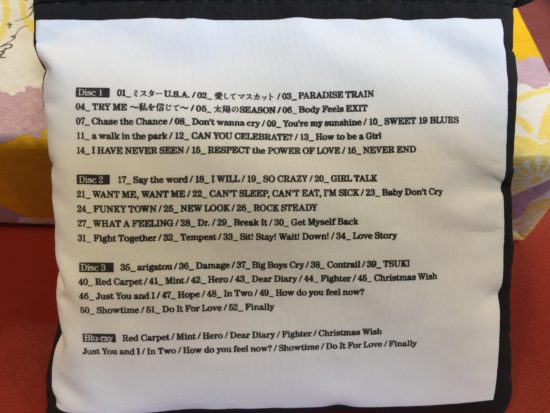 Disc 1 01_ミスターU.S.A. / 02_愛してマスカット / 03_PARADISE TRAIN
04_TRY ME ～私を信じて～ / 05_太陽のSEASON / 06_Body Feels EXIT
07_Chase the Chance / 08_Don't wanna cry / 09_You're my sunshine / 10_SWEET 19 BLUES
11_a walk in the park / 12_CAN YOU CELEBRATE? / 13_How to be a Girl
14_I HAVE NEVER SEEN / 15_RESPECT the POWER OF LOVE / 16_NEVER END
Disc 2 17_Say the word / 18_I WILL / 19_SO CRAZY / 20_GIRL TALK
21_WANT ME, WANT ME / 22_CAN'T SLEEP, CAN'T EAT, I'M SICK / 23_Baby Don't Cry
24_FUNKY TOWN / 25_NEW LOOK / 26_ROCK STEADY
27_WHAT A FEELING / 28_Dr. / 29_Break It / 30_Get Myself Back
31_Fight Together / 32_Tempest / 33_Sit! Stay! Wait! Down! / 34_Love Story
Disc 3 35_arigatou / 36_Damage / 37_Big Boys Cry / 38_Contrail / 39_TSUKI
40_Red Carpet / 41_Mint / 42_Hero / 43_Dear Diary / 44_Fighter / 45_Christmas Wish
46_Just You and I / 47_Hope / 48_In Two / 49_How do you feel now?
50_Showtime / 51_Do It For Love / 52_Finally
Blu-ray Red Carpet / Mint / Hero / Dear Diary / Fighter / Christmas Wish
Just You and I / In Two / How do you feel now? / Showtime / Do It For Love / Finally